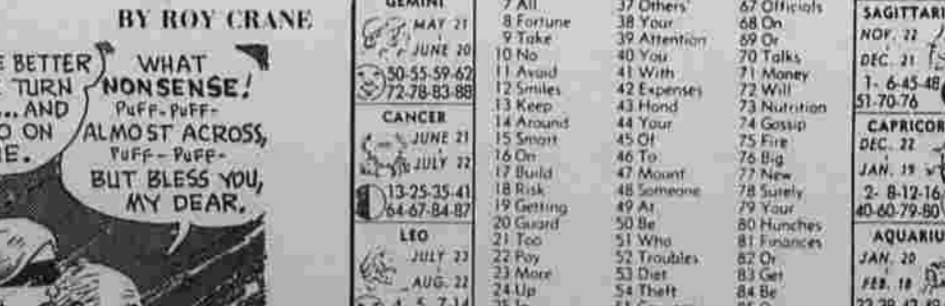 BY ROY CRANE
BETTER
TURN
... AND
O ON
E.
WHAT
NONSENSE!
PUFF-PUFF-
ALMOST ACROSS,
PUFF-PUFF-
BUT BLESS YOU,
MY DEAR.
GEMINI
MAY 21
JUNE 20
50-55-59-62
72-78-83-88
CANCER
JUNE 21
JULY 22
13-25-35-41
64-67-84-87
LEO
JULY 23
AUG. 22
4- 5- 7-14
7 All
8 Fortune
9 Take
10 No
11 Avoid
12 Smiles
13 Keep
14 Around
15 Smart
16 On
17 Build
18 Risk
19 Getting
20 Guard
21 Too
22 Pay
23 More
24 Up
37 Others'
38 Your
39 Attention
40 You
41 With
42 Expenses
43 Hand
44 Your
45 Of
46 To
47 Mount
48 Someone
49 At
50 Be
51 Who
52 Troubles
53 Diet
54 Theft
67 Officials
68 On
69 Or
70 Talks
71 Money
72 Will
73 Nutrition
74 Gossip
75 Fire
76 Big
77 New
78 Surely
79 Your
80 Hunches
81 Finances
82 Or
83 Get
84 Be
SAGITTARI
NOV. 22
DEC. 21
1- 6-45-48
51-70-76
CAPRICOR
DEC. 22
JAN. 19
2- 8-12-16
40-60-79-80
AQUARIU
JAN. 20
FEB. 18